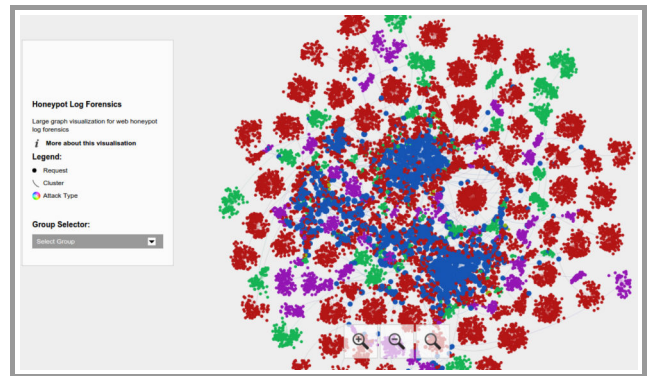 Honeypot Log Forensics
Large graph visualization for web honeypot
log forensics
i More about this visualisation
Legend:
Request
Cluster
Attack Type
Group Selector:
Select Group